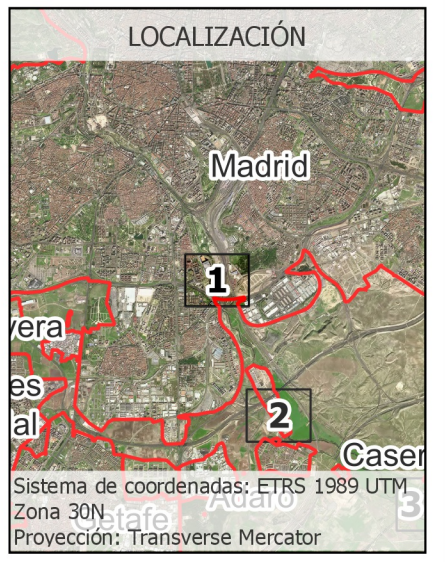 LOCALIZACIÓN
Madrid
1
vera
es
al
2
Caser
Sistema de coordenadas: ETRS 1989 UTM
Adaro
Zona 30N
3
Getafe
Proyección: Transverse Mercator